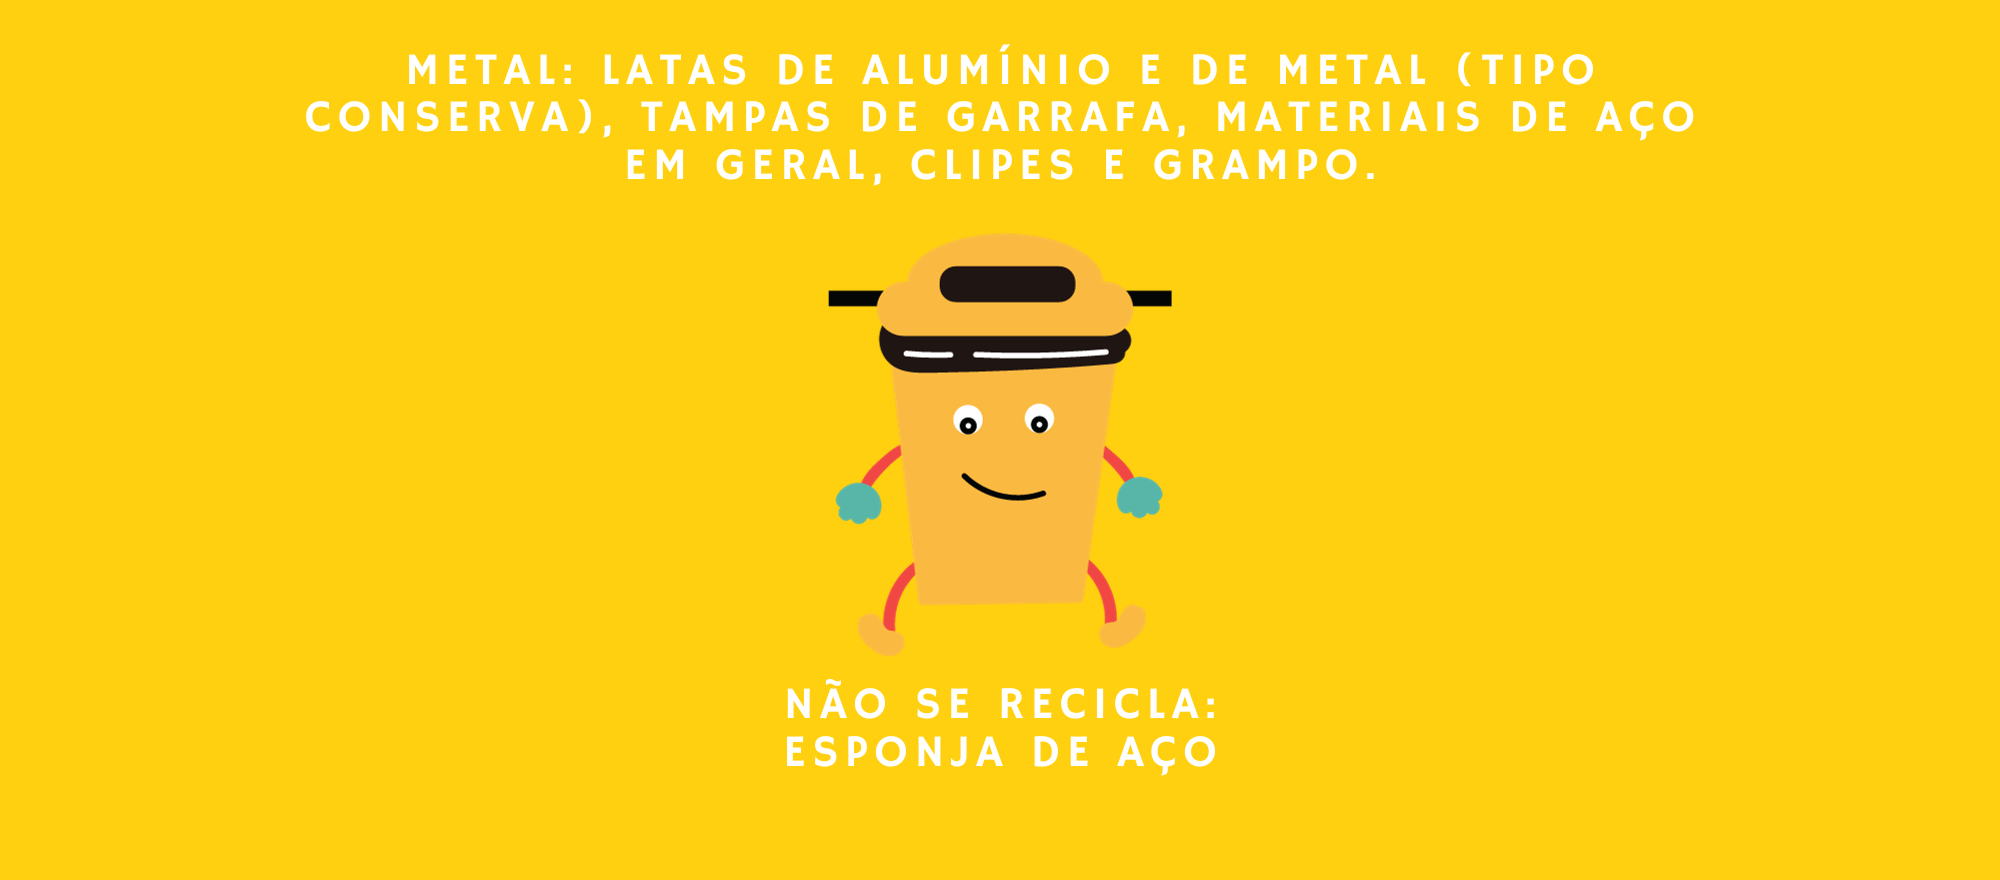 METAL: LATAS DE ALUMÍNIO E DE METAL (TIPO
CONSERVA), TAMPAS DE GARRAFA, MATERIAIS DE AÇO
EM GERAL, CLIPES E GRAMPO.
NÃO SE RECICLA:
ESPONJA DE AÇO